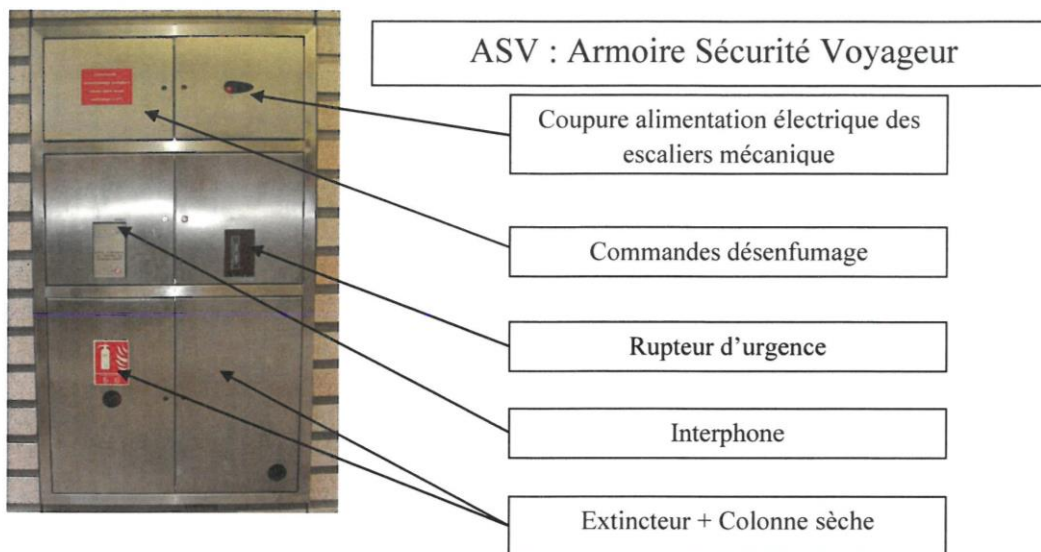 ASV : Armoire Sécurité Voyageur
Coupure alimentation électrique des
escaliers mécanique
Commandes désenfumage
Rupteur d'urgence
Interphone
Extincteur + Colonne sèche